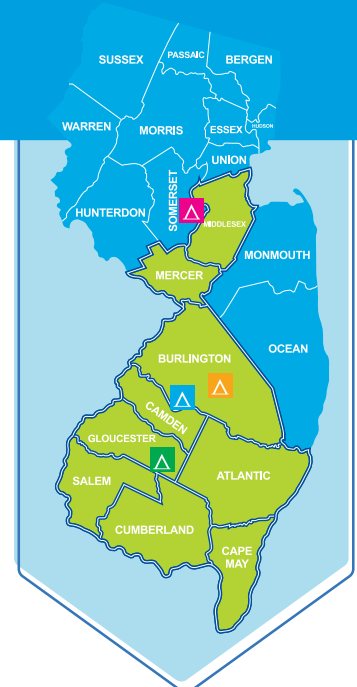 SUSSEX
PASSAIC
BERGEN
WARREN
MORRIS
ESSEX
HUDSON
UNION
HUNTERDON
SOMERSET
MIDDLESEX
MERCER
MONMOUTH
OCEAN
BURLINGTON
CAMDEN
GLOUCESTER
SALEM
ATLANTIC
CUMBERLAND
CAPE
MAY